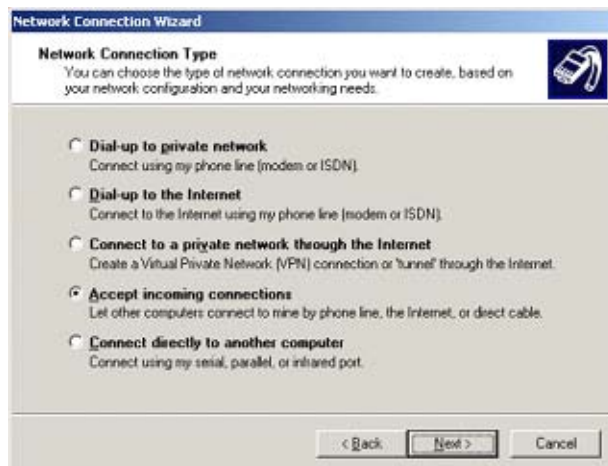 Network Connection Wizard
Network Connection Type
You can choose the type of network connection you want to create, based on
your network configuration and your networking needs.
Dial-up to private network
Connect using my phone line (modem or ISDN).
Dial-up to the Internet
Connect to the Internet using my phone line (modem or ISDN).
Connect to a private network through the Internet
Create a Virtual Private Network (VPN) connection or 'tunnel' through the Internet.
Accept incoming connections
Let other computers connect to mine by phone line, the Internet, or direct cable.
Connect directly to another computer
Connect using my serial, parallel, or infrared port.
< Back Next > Cancel